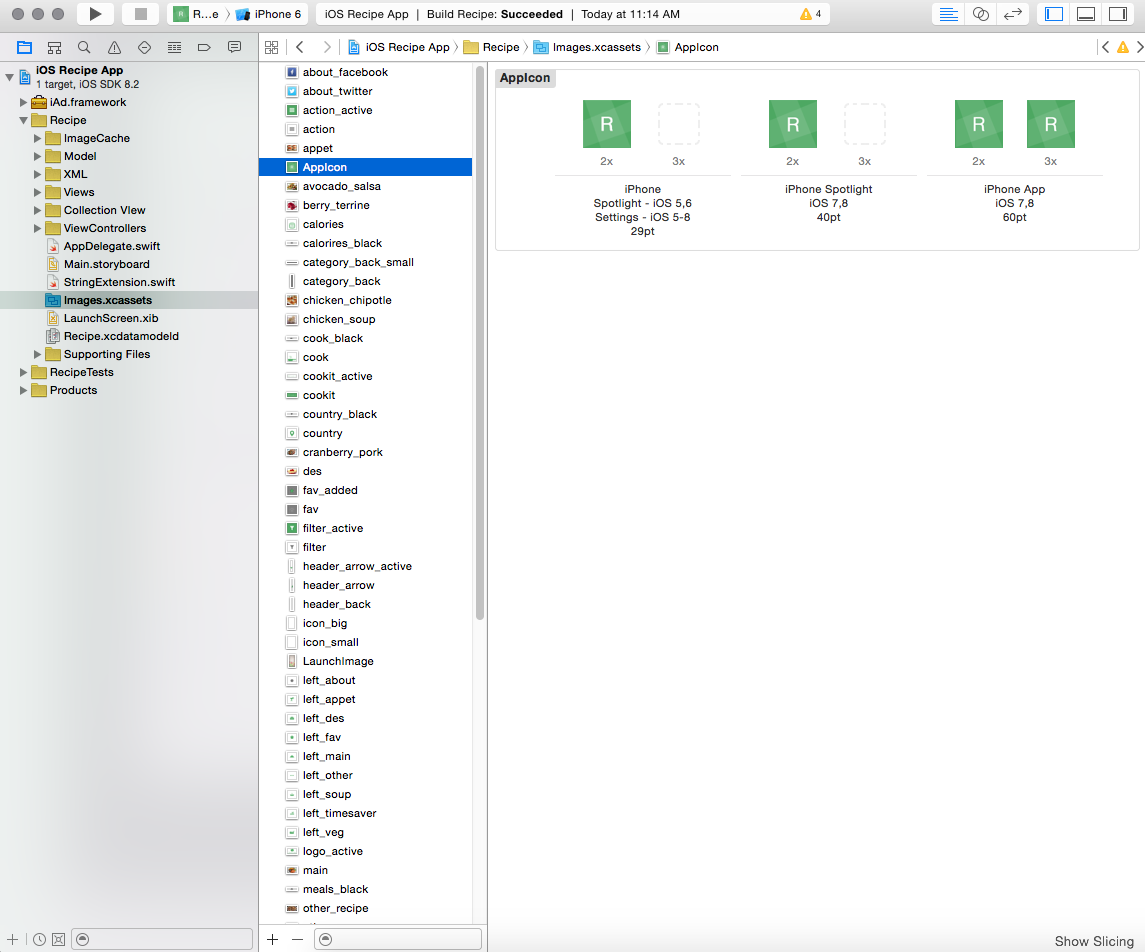 R...e 〉 iPhone 6
iOS Recipe App | Build Recipe: Succeeded | Today at 11:14 AM
4
iOS Recipe App 〉 Recipe 〉 Images.xcassets 〉 AppIcon
iOS Recipe App
1 target, iOS SDK 8.2
iAd.framework
Recipe
ImageCache
Model
XML
Views
Collection View
ViewControllers
AppDelegate.swift
Main.storyboard
StringExtension.swift
Images.xcassets
LaunchScreen.xib
Recipe.xcdatamodeld
Supporting Files
RecipeTests
Products
about_facebook
about_twitter
action_active
action
appet
AppIcon
avocado_salsa
berry_terrine
calories
calorires_black
category_back_small
category_back
chicken_chipotle
chicken_soup
cook_black
cook
cookit_active
cookit
country_black
country
cranberry_pork
des
fav_added
fav
filter_active
filter
header_arrow_active
header_arrow
header_back
icon_big
icon_small
LaunchImage
left_about
left_appet
left_des
left_fav
left_main
left_other
left_soup
left_timesaver
left_veg
logo_active
main
meals_black
other_recipe
AppIcon
R
2x 3x
iPhone
Spotlight - iOS 5,6
Settings - iOS 5-8
29pt
R
2x 3x
iPhone Spotlight
iOS 7,8
40pt
R R
2x 3x
iPhone App
iOS 7,8
60pt
Show Slicing